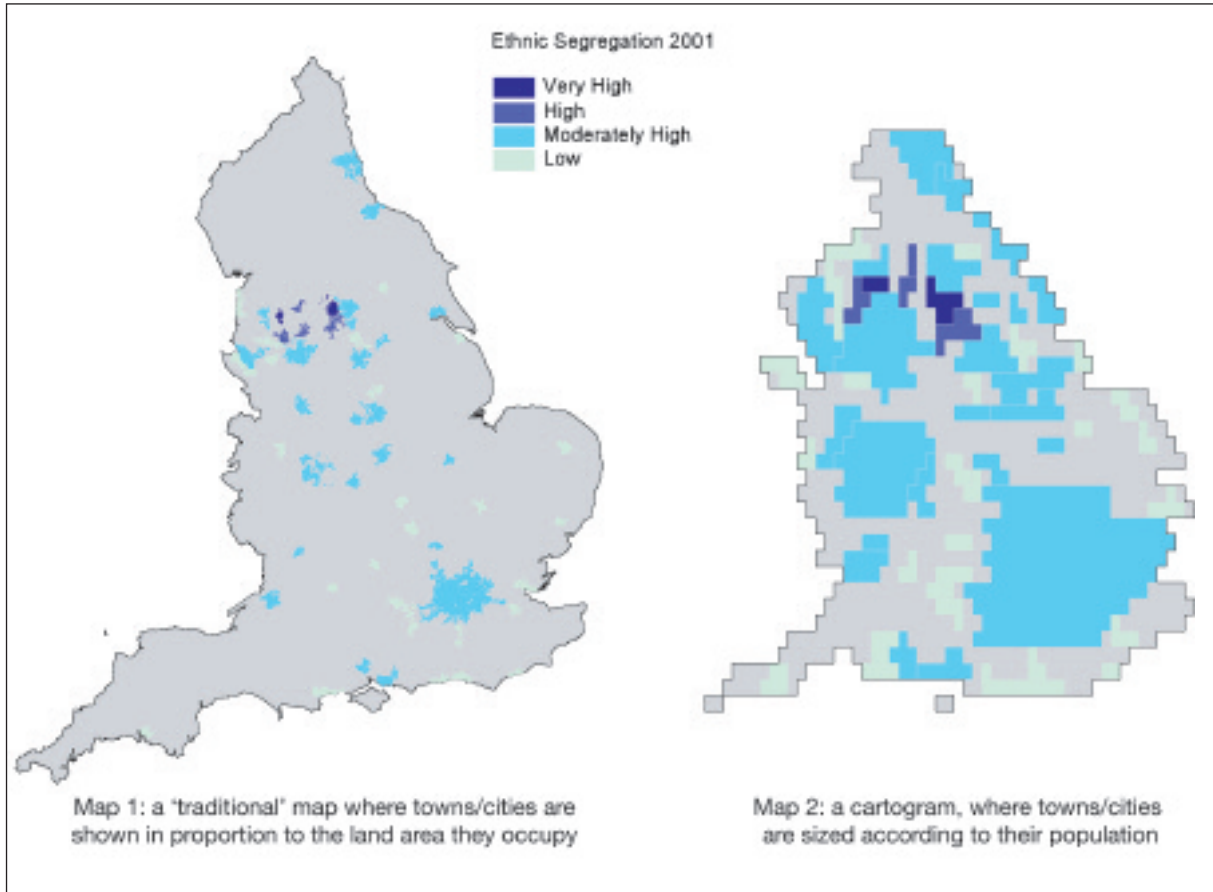 Ethnic Segregation 2001
Very High
High
Moderately High
Low
Map 1: a "traditional" map where towns/cities are
shown in proportion to the land area they occupy
Map 2: a cartogram, where towns/cities
are sized according to their population